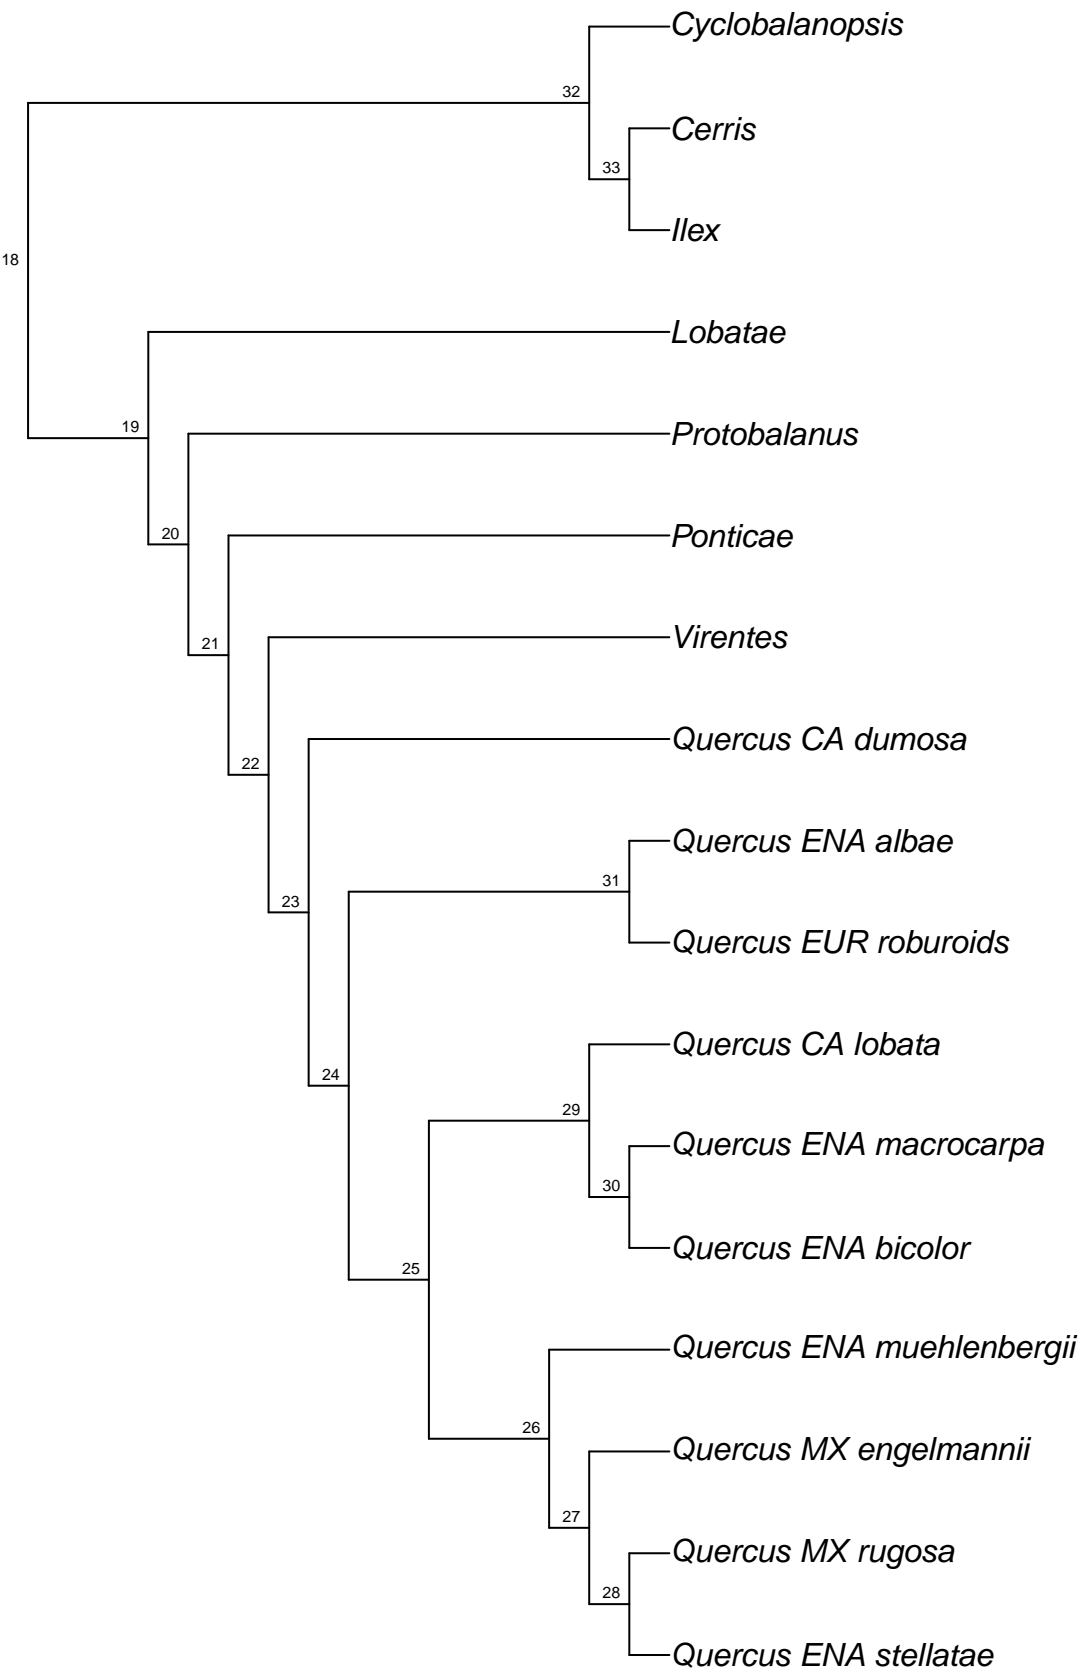 Cyclobalanopsis
32
Cerris
33
Ilex
18
Lobatae
19
Protobalanus
20
Ponticae
21
Virentes
22
Quercus CA dumosa
Quercus ENA albae
31
23
Quercus EUR roburoids
Quercus CA lobata
24
29
Quercus ENA macrocarpa
30
Quercus ENA bicolor
25
Quercus ENA muehlenbergii
26
Quercus MX engelmannii
27
Quercus MX rugosa
28
Quercus ENA stellatae